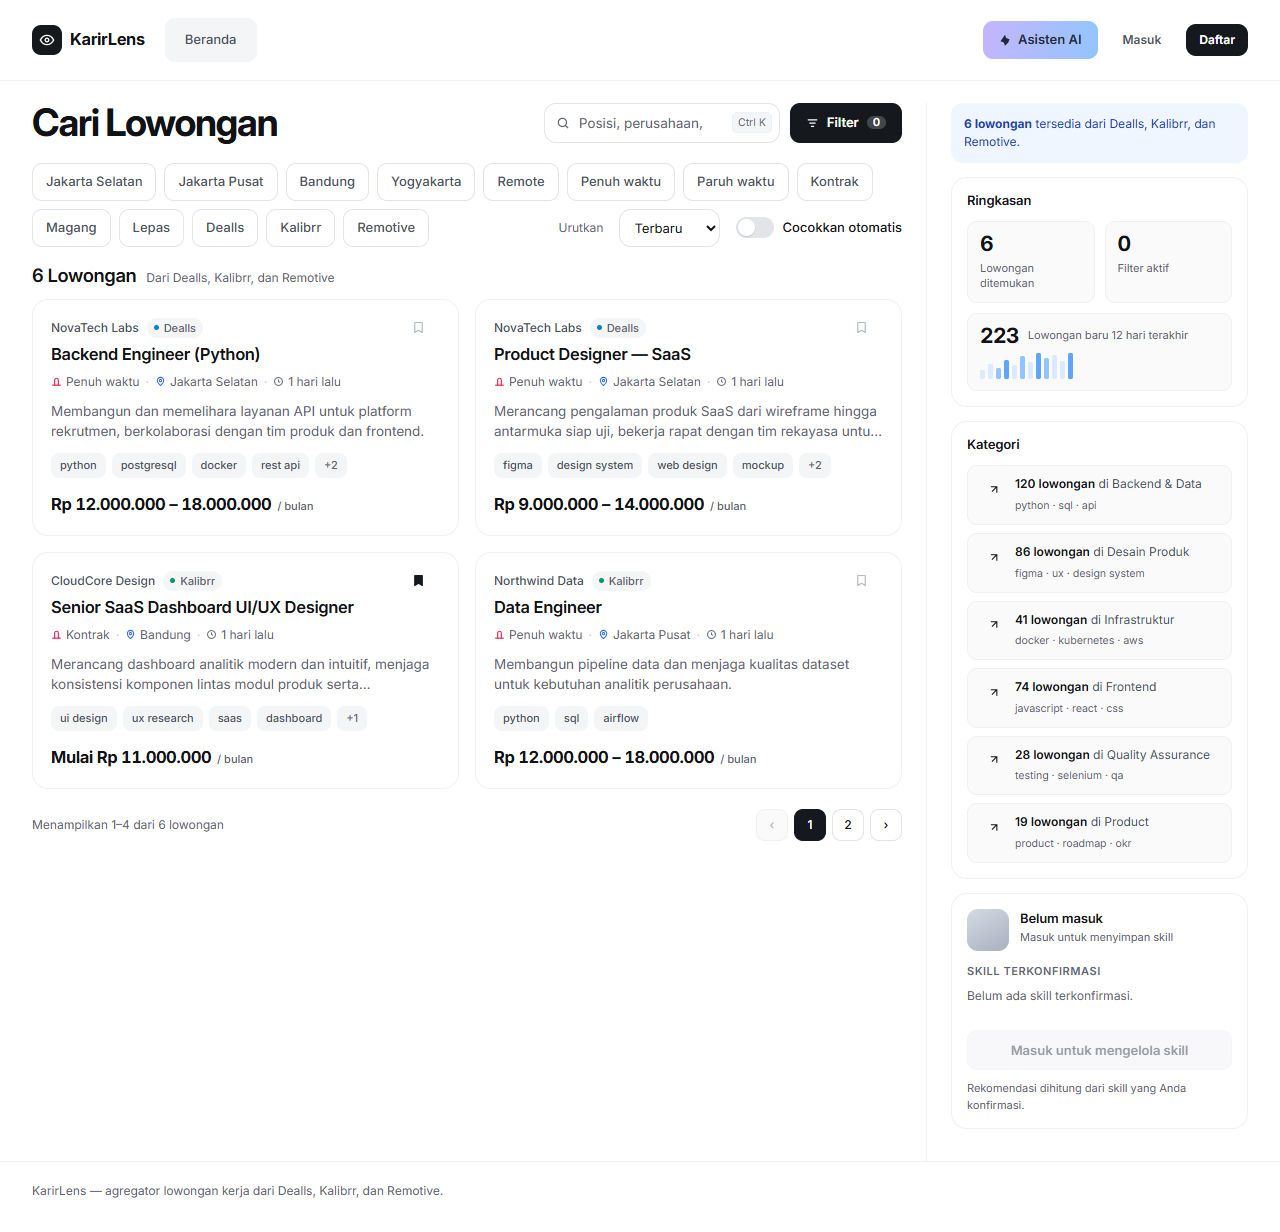 KarirLens
Beranda
Asisten AI
Masuk
Daftar
Cari Lowongan
Posisi, perusahaan,
Ctrl K
Filter 0
Jakarta Selatan
Jakarta Pusat
Bandung
Yogyakarta
Remote
Penuh waktu
Paruh waktu
Kontrak
Magang
Lepas
Dealls
Kalibrr
Remotive
Urutkan
Terbaru
Cocokkan otomatis
6 Lowongan Dari Dealls, Kalibrr, dan Remotive
NovaTech Labs Dealls
Backend Engineer (Python)
Penuh waktu · Jakarta Selatan · 1 hari lalu
Membangun dan memelihara layanan API untuk platform
rekrutmen, berkolaborasi dengan tim produk dan frontend.
python postgresql docker rest api +2
Rp 12.000.000 – 18.000.000 / bulan
NovaTech Labs Dealls
Product Designer — SaaS
Penuh waktu · Jakarta Selatan · 1 hari lalu
Merancang pengalaman produk SaaS dari wireframe hingga
antarmuka siap uji, bekerja rapat dengan tim rekayasa untu...
figma design system web design mockup +2
Rp 9.000.000 – 14.000.000 / bulan
CloudCore Design Kalibrr
Senior SaaS Dashboard UI/UX Designer
Kontrak · Bandung · 1 hari lalu
Merancang dashboard analitik modern dan intuitif, menjaga
konsistensi komponen lintas modul produk serta...
ui design ux research saas dashboard +1
Mulai Rp 11.000.000 / bulan
Northwind Data Kalibrr
Data Engineer
Penuh waktu · Jakarta Pusat · 1 hari lalu
Membangun pipeline data dan menjaga kualitas dataset
untuk kebutuhan analitik perusahaan.
python sql airflow
Rp 12.000.000 – 18.000.000 / bulan
Menampilkan 1–4 dari 6 lowongan
‹ 1 2 ›
6 lowongan tersedia dari Dealls, Kalibrr, dan
Remotive.
Ringkasan
6
Lowongan
ditemukan
0
Filter aktif
223 Lowongan baru 12 hari terakhir
Kategori
120 lowongan di Backend & Data
python · sql · api
86 lowongan di Desain Produk
figma · ux · design system
41 lowongan di Infrastruktur
docker · kubernetes · aws
74 lowongan di Frontend
javascript · react · css
28 lowongan di Quality Assurance
testing · selenium · qa
19 lowongan di Product
product · roadmap · okr
Belum masuk
Masuk untuk menyimpan skill
SKILL TERKONFIRMASI
Belum ada skill terkonfirmasi.
Masuk untuk mengelola skill
Rekomendasi dihitung dari skill yang Anda
konfirmasi.
KarirLens — agregator lowongan kerja dari Dealls, Kalibrr, dan Remotive.